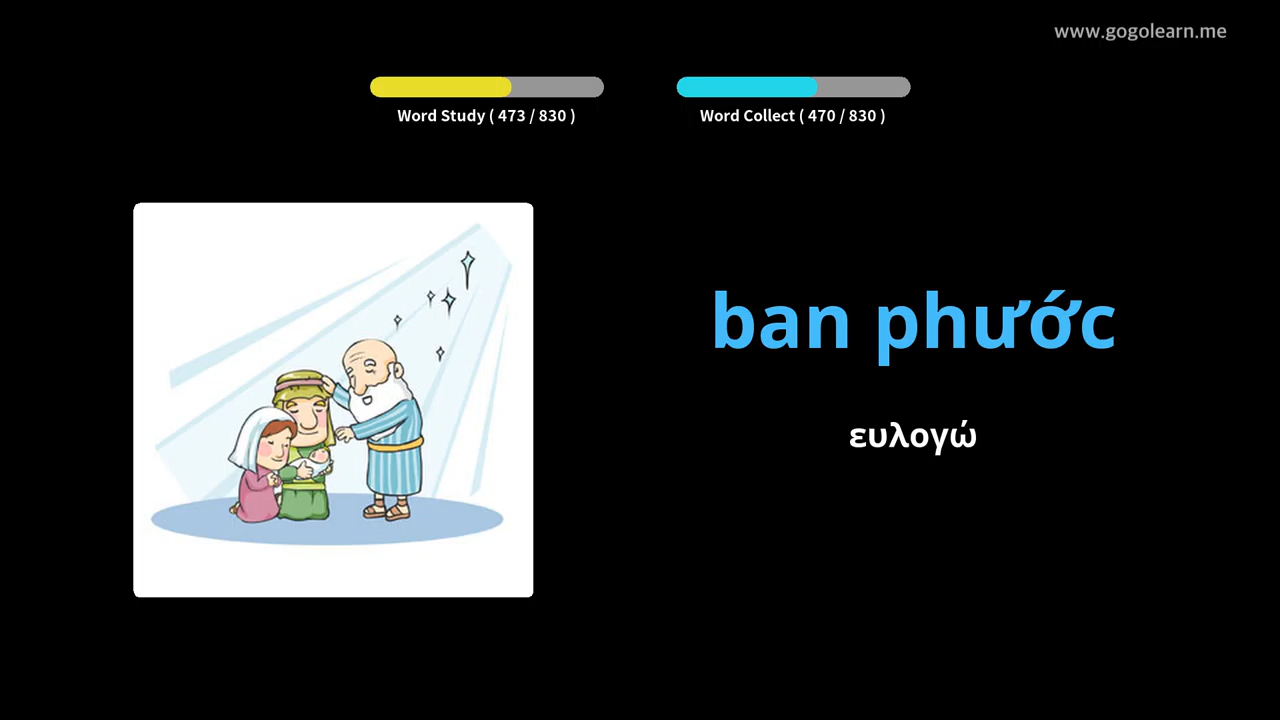 www.gogolearn.me
Word Study ( 473 / 830 )
Word Collect ( 470 / 830 )
ban phước
ευλογώ